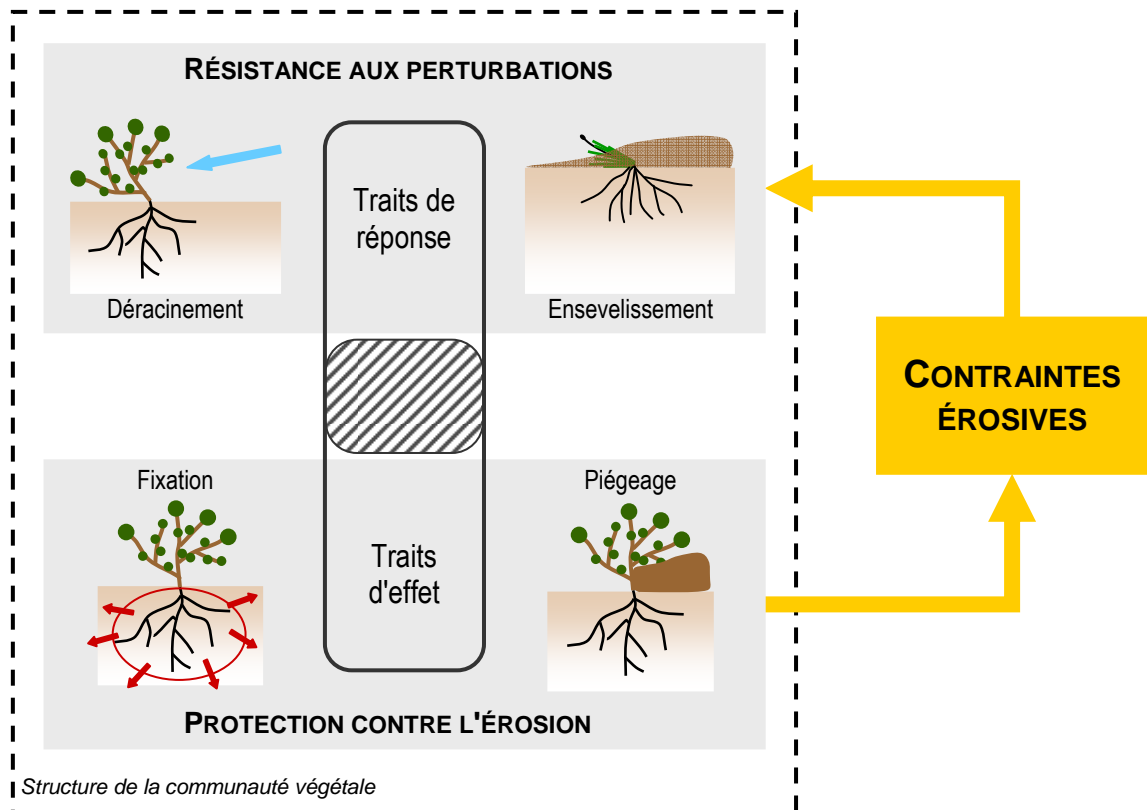 RÉSISTANCE AUX PERTURBATIONS
Traits de
réponse
Déracinement
Ensevelissement
CONTRAINTES
ÉROSIVES
Fixation
Piégeage
Traits
d'effet
PROTECTION CONTRE L'ÉROSION
Structure de la communauté végétale